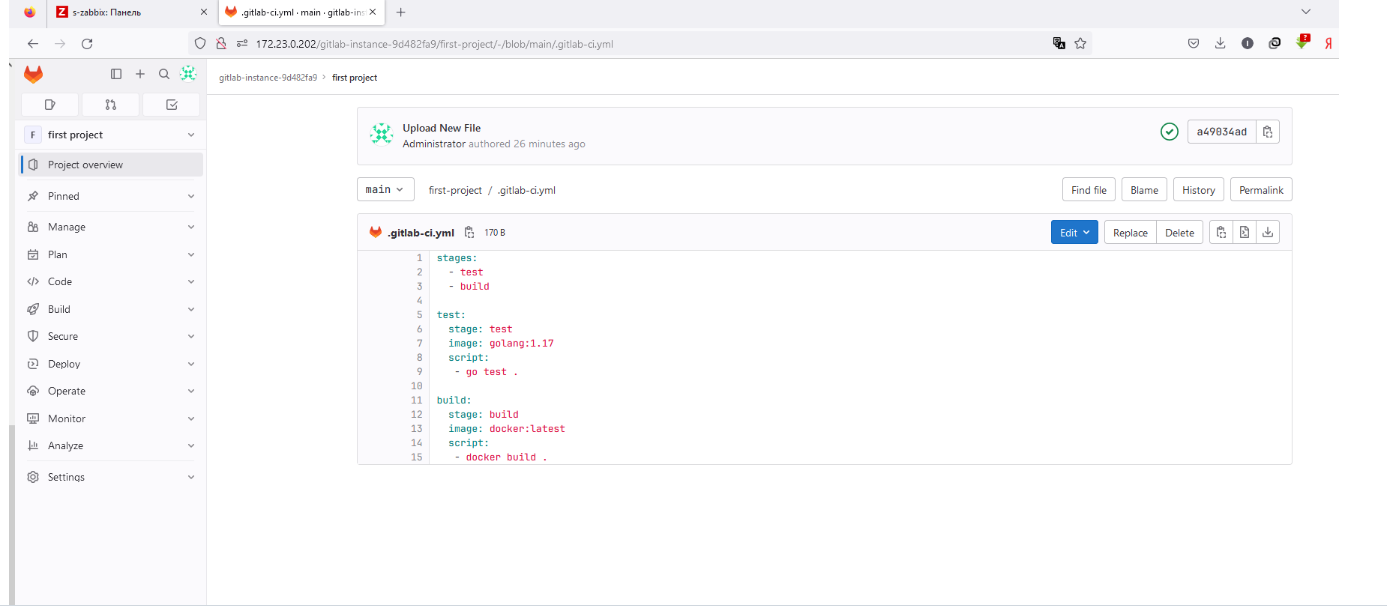 s-zabbix: Панель
.gitlab-ci.yml · main · gitlab-ins
172.23.0.202/gitlab-instance-9d482fa9/first-project/-/blob/main/.gitlab-ci.yml
gitlab-instance-9d482fa9 > first project
F first project
Project overview
Pinned
Manage
Plan
Code
Build
Secure
Deploy
Operate
Monitor
Analyze
Settings
Upload New File
Administrator authored 26 minutes ago
a49034ad
main
first-project / .gitlab-ci.yml
Find file Blame History Permalink
.gitlab-ci.yml 170 B
Edit Replace Delete
1 stages:
2 - test
3 - build
4
5 test:
6 stage: test
7 image: golang:1.17
8 script:
9 - go test .
10
11 build:
12 stage: build
13 image: docker:latest
14 script:
15 - docker build .